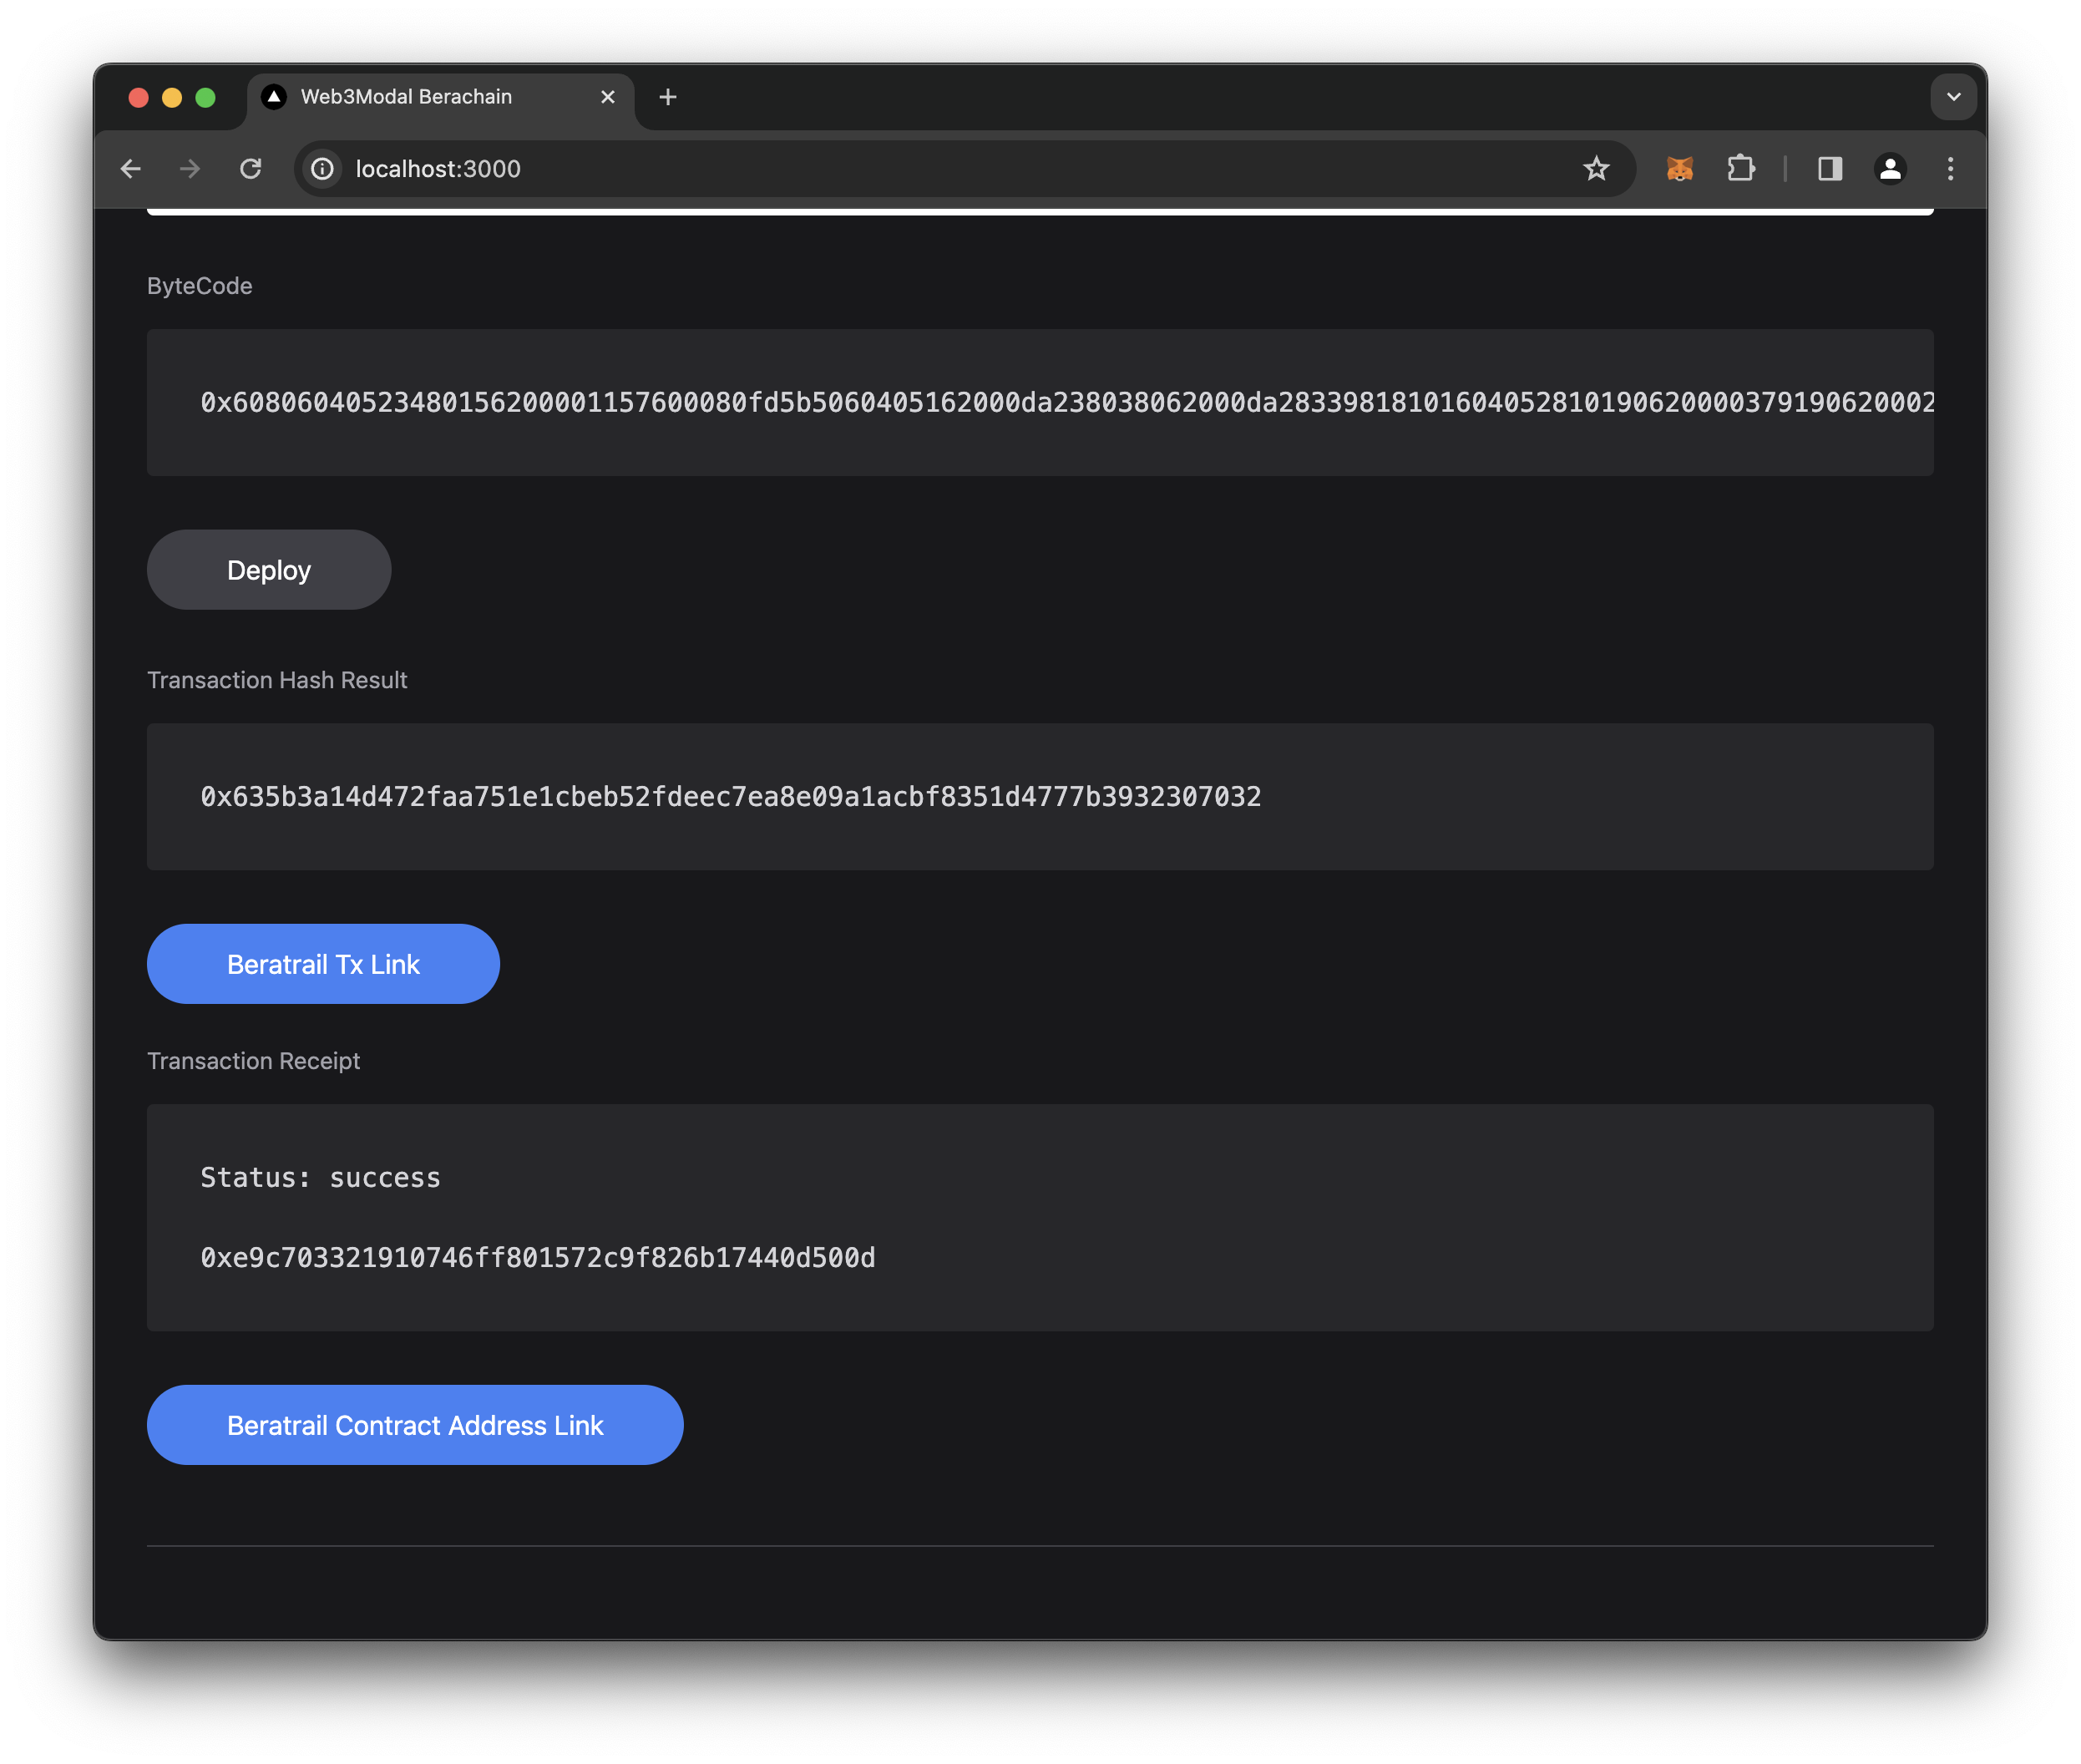 Web3Modal Berachain
localhost:3000
ByteCode
0x60806040523480156200001157600080fd5b5060405162000da238038062000da283398181016040528101906200003791906200002
Deploy
Transaction Hash Result
0x635b3a14d472faa751e1cbeb52fdeec7ea8e09a1acbf8351d4777b3932307032
Beratrail Tx Link
Transaction Receipt
Status: success
0xe9c703321910746ff801572c9f826b17440d500d
Beratrail Contract Address Link